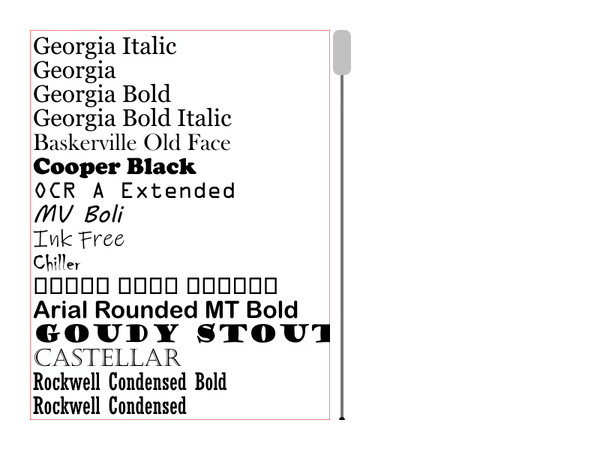 Georgia Italic
Georgia
Georgia Bold
Georgia Bold Italic
Baskerville Old Face
Cooper Black
OCR A Extended
MV Boli
Ink Free
Chiller
Arial Rounded MT Bold
GOUDY STOUT
CASTELLAR
Rockwell Condensed Bold
Rockwell Condensed